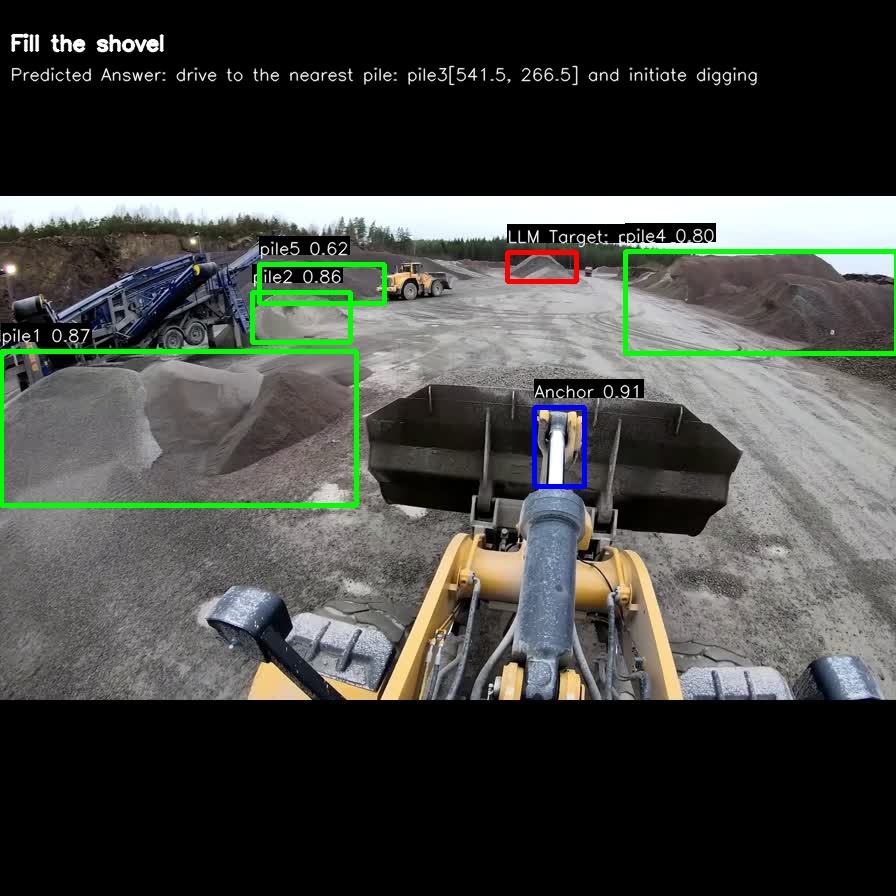 Fill the shovel
Predicted Answer: drive to the nearest pile: pile3[541.5, 266.5] and initiate digging
LLM Target: pile4 0.80
pile5 0.62
pile2 0.86
pile1 0.87
Anchor 0.91